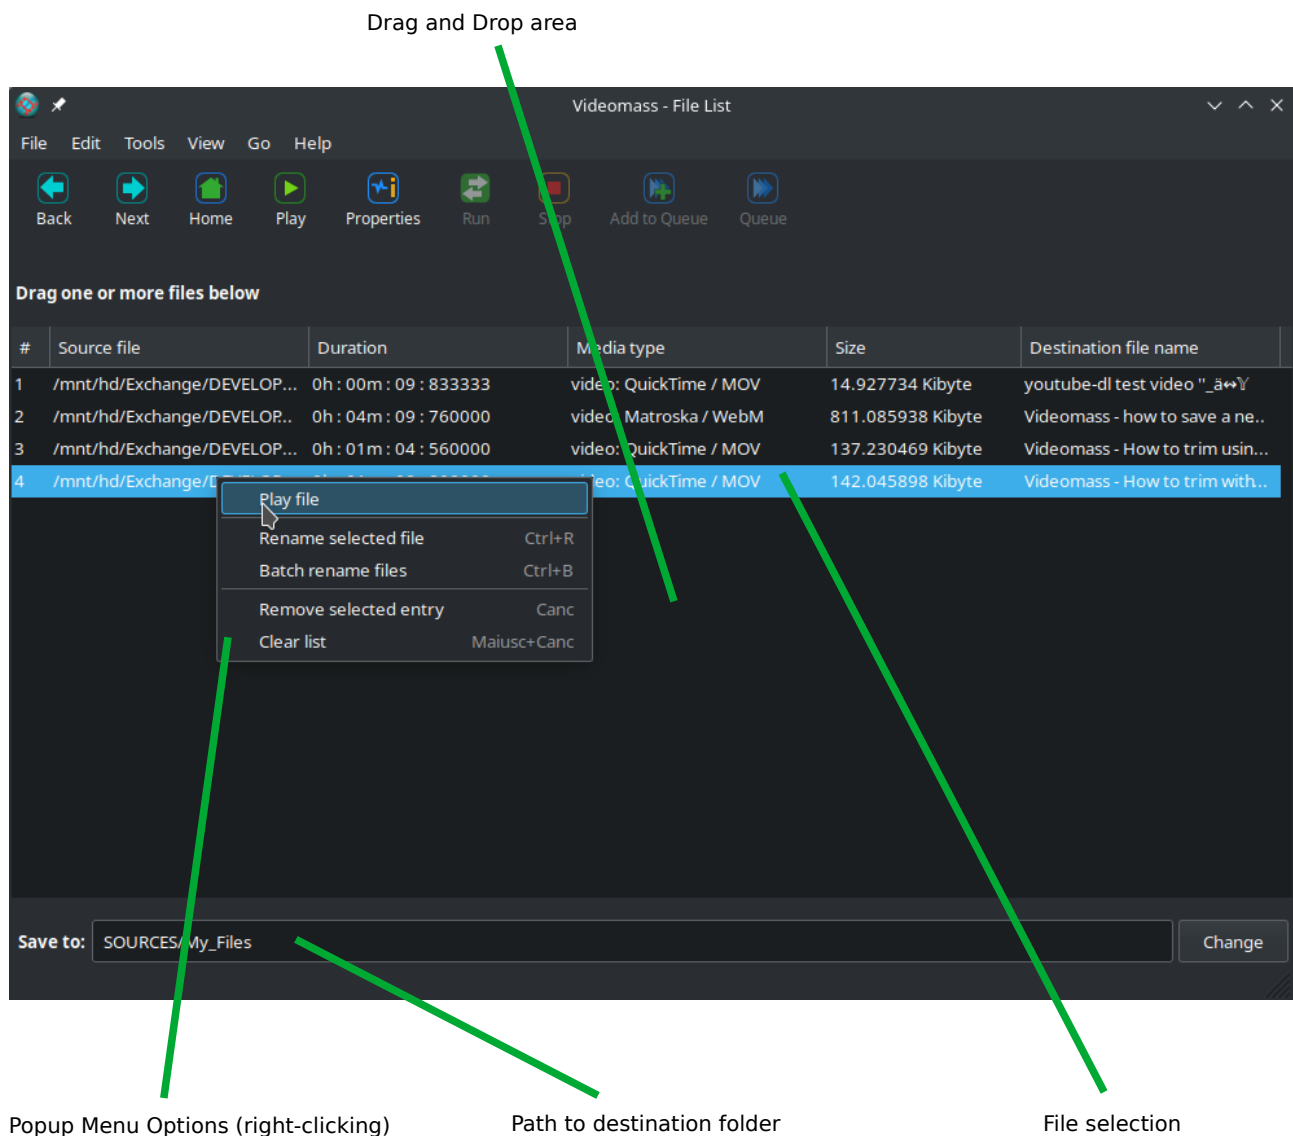 Drag and Drop area
Videomass - File List
File Edit Tools View Go Help
Back Next Home Play Properties Run Stop Add to Queue Queue
Drag one or more files below
# Source file Duration Media type Size Destination file name
1 /mnt/hd/Exchange/DEVELOP... 0h : 00m : 09 : 833333 video: QuickTime / MOV 14.927734 Kibyte youtube-dl test video ''_ä↭𝕐
2 /mnt/hd/Exchange/DEVELOP... 0h : 04m : 09 : 760000 video: Matroska / WebM 811.085938 Kibyte Videomass - how to save a ne..
3 /mnt/hd/Exchange/DEVELOP... 0h : 01m : 04 : 560000 video: QuickTime / MOV 137.230469 Kibyte Videomass - How to trim usin...
4 /mnt/hd/Exchange/ video: QuickTime / MOV 142.045898 Kibyte Videomass - How to trim with...
Play file
Rename selected file Ctrl+R
Batch rename files Ctrl+B
Remove selected entry Canc
Clear list Maiusc+Canc
Save to: SOURCES/My_Files Change
Popup Menu Options (right-clicking) Path to destination folder File selection